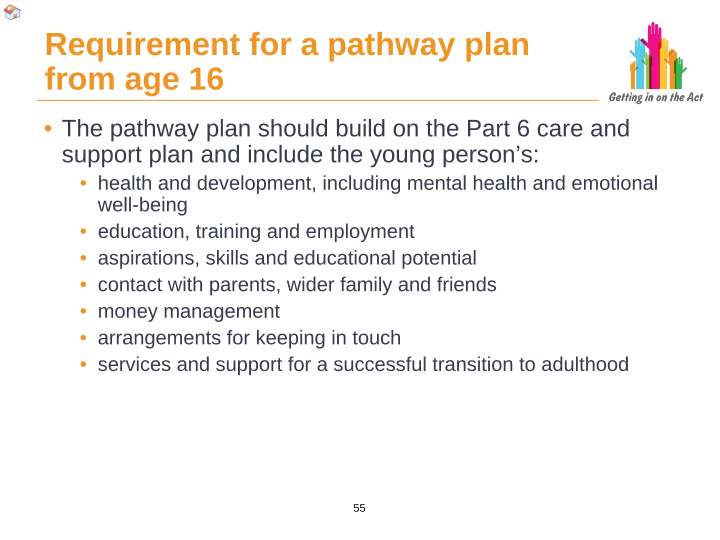 Requirement for a pathway plan
from age 16
Getting in on the Act
• The pathway plan should build on the Part 6 care and
support plan and include the young person’s:
• health and development, including mental health and emotional
well-being
• education, training and employment
• aspirations, skills and educational potential
• contact with parents, wider family and friends
• money management
• arrangements for keeping in touch
• services and support for a successful transition to adulthood
55